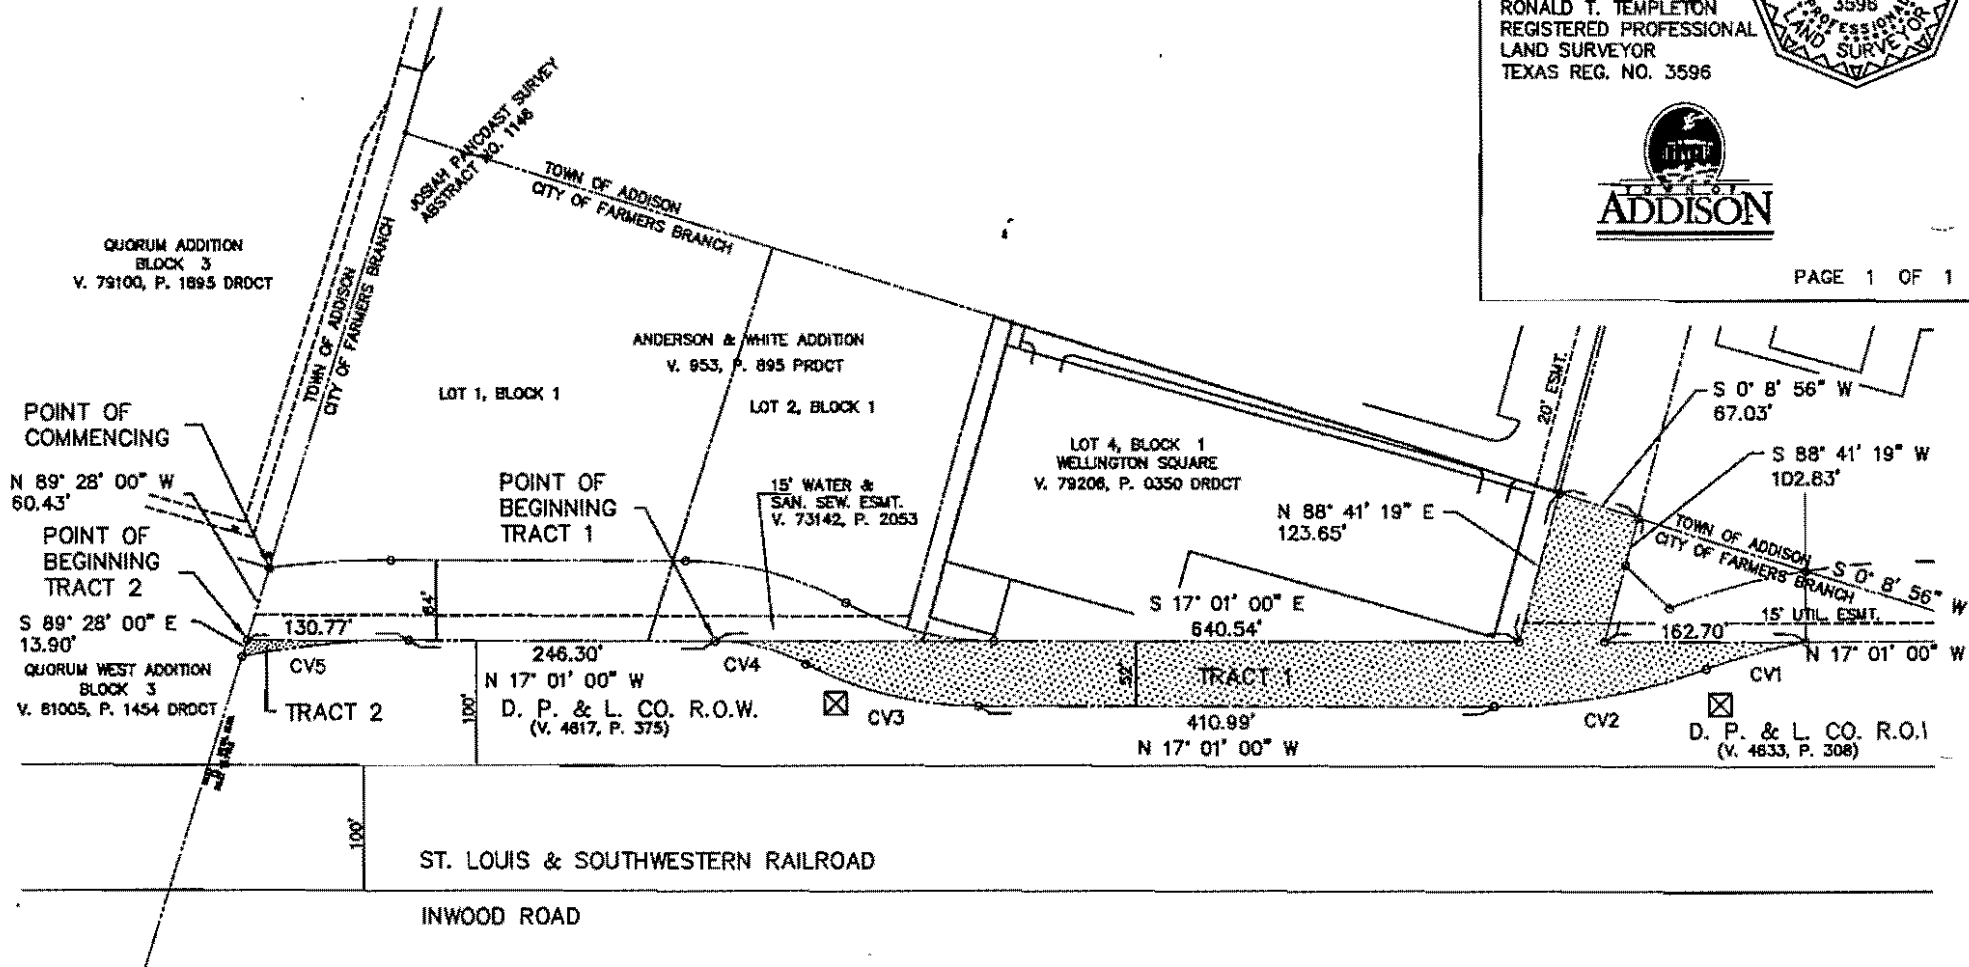 RONALD T. TEMPLETON
REGISTERED PROFESSIONAL
LAND SURVEYOR
TEXAS REG. NO. 3596
3596
PROFESSIONAL
LAND SURVEYOR
TOWN OF
ADDISON
PAGE 1 OF 1
JOSIAH PANCOAST SURVEY
ABSTRACT NO. 1146
TOWN OF ADDISON
CITY OF FARMERS BRANCH
QUORUM ADDITION
BLOCK 3
V. 79100, P. 1895 DRDCT
TOWN OF ADDISON
CITY OF FARMERS BRANCH
ANDERSON & WHITE ADDITION
V. 953, P. 895 PRDCT
LOT 1, BLOCK 1
LOT 2, BLOCK 1
20' ESMT.
S 0° 8' 56" W
67.03'
POINT OF
COMMENCING
LOT 4, BLOCK 1
WELLINGTON SQUARE
V. 79206, P. 0350 DRDCT
S 88° 41' 19" W
102.83'
N 89° 28' 00" W
60.43'
POINT OF
BEGINNING
TRACT 1
15' WATER &
SAN. SEW. ESMT.
V. 73142, P. 2053
N 88° 41' 19" E
123.65'
TOWN OF ADDISON
CITY OF FARMERS BRANCH
POINT OF
BEGINNING
TRACT 2
S 0° 8' 56" W
64'
S 17° 01' 00" E
640.54'
15' UTIL. ESMT.
S 89° 28' 00" E
13.90'
130.77'
162.70'
N 17° 01' 00" W
QUORUM WEST ADDITION
BLOCK 3
V. 81005, P. 1454 DRDCT
CV5
246.30'
N 17° 01' 00" W
CV4
52'
TRACT 1
CV1
TRACT 2
100'
D. P. & L. CO. R.O.W.
(V. 4617, P. 375)
CV3
410.99'
N 17° 01' 00" W
CV2
D. P. & L. CO. R.O.
(V. 4633, P. 308)
100'
ST. LOUIS & SOUTHWESTERN RAILROAD
INWOOD ROAD